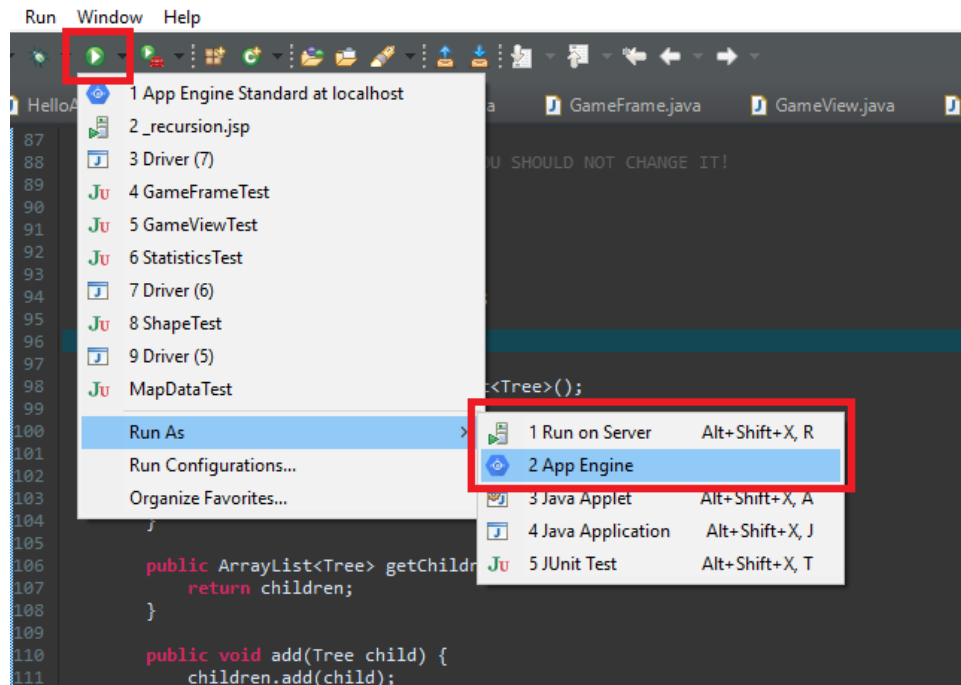 Run Window Help
HelloA a GameFrame.java GameView.java
1 App Engine Standard at localhost
2 _recursion.jsp
3 Driver (7)
4 GameFrameTest
5 GameViewTest
6 StatisticsTest
7 Driver (6)
8 ShapeTest
9 Driver (5)
MapDataTest
Run As >
Run Configurations...
Organize Favorites...
1 Run on Server Alt+Shift+X, R
2 App Engine
3 Java Applet Alt+Shift+X, A
4 Java Application Alt+Shift+X, J
5 JUnit Test Alt+Shift+X, T
87
88 OU SHOULD NOT CHANGE IT!
89
90
91
92
93
94 ;
95
96
97
98 t<Tree>();
99
100
101
102
103
104 }
105
106 public ArrayList<Tree> getChildr
107 return children;
108 }
109
110 public void add(Tree child) {
111 children.add(child);